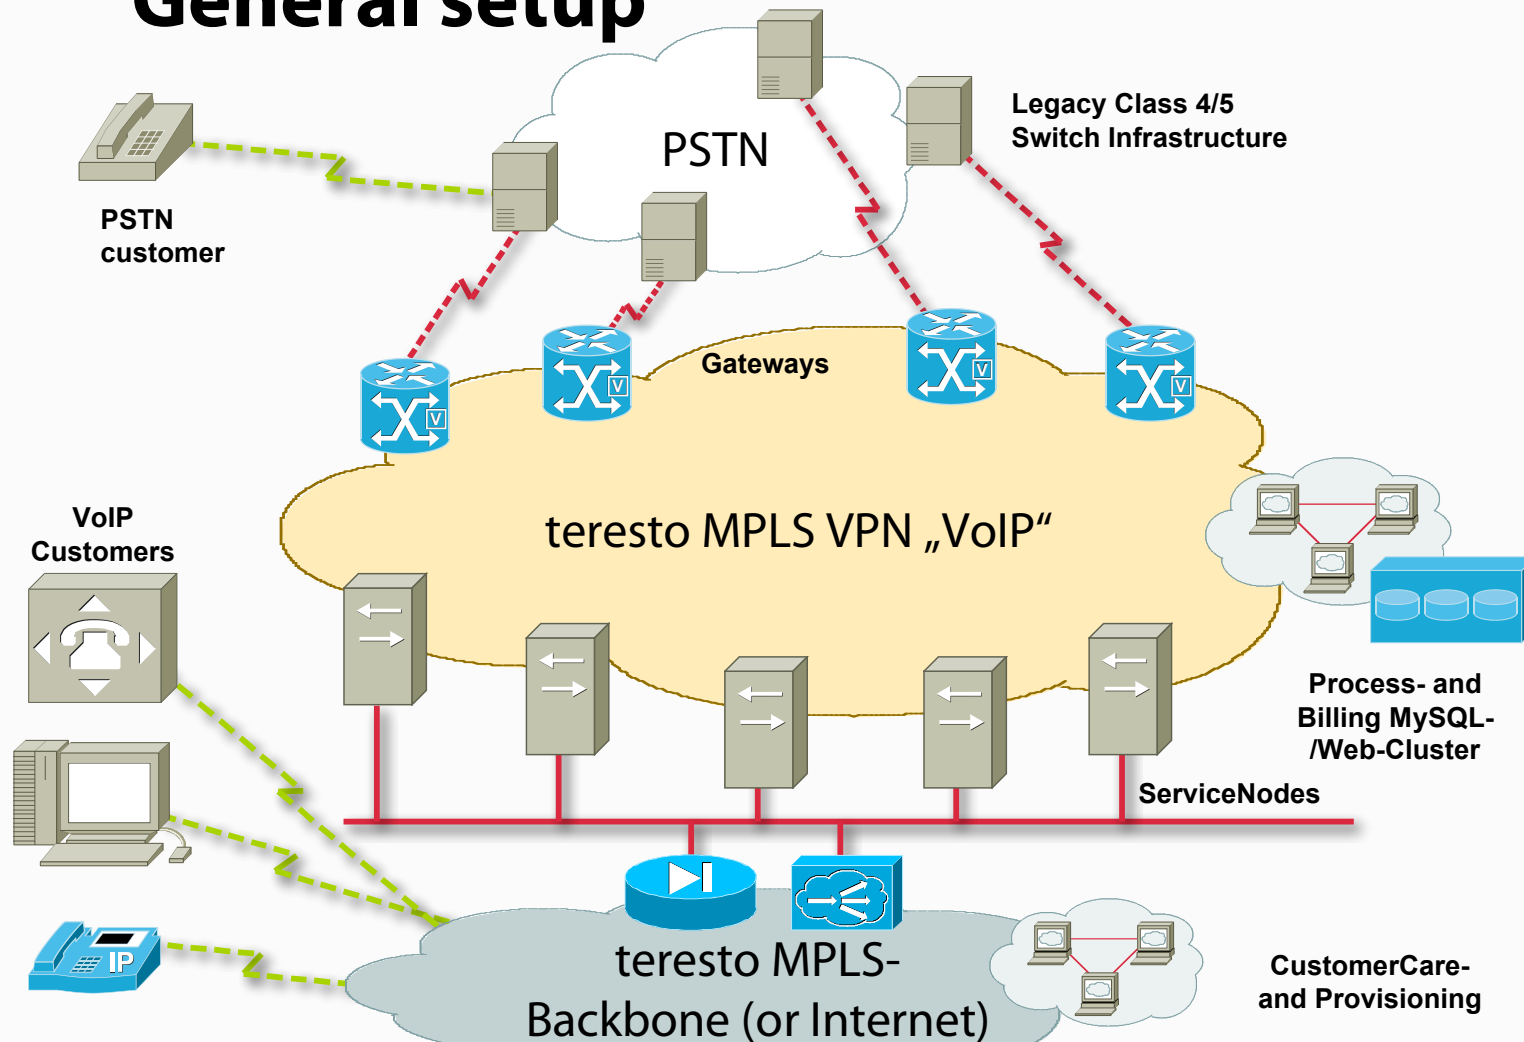 General setup
PSTN
Legacy Class 4/5
Switch Infrastructure
PSTN
customer
Gateways
V
V
V
V
teresto MPLS VPN „VoIP“
VoIP
Customers
Process- and
Billing MySQL-
/Web-Cluster
ServiceNodes
IP
teresto MPLS-
Backbone (or Internet)
CustomerCare-
and Provisioning